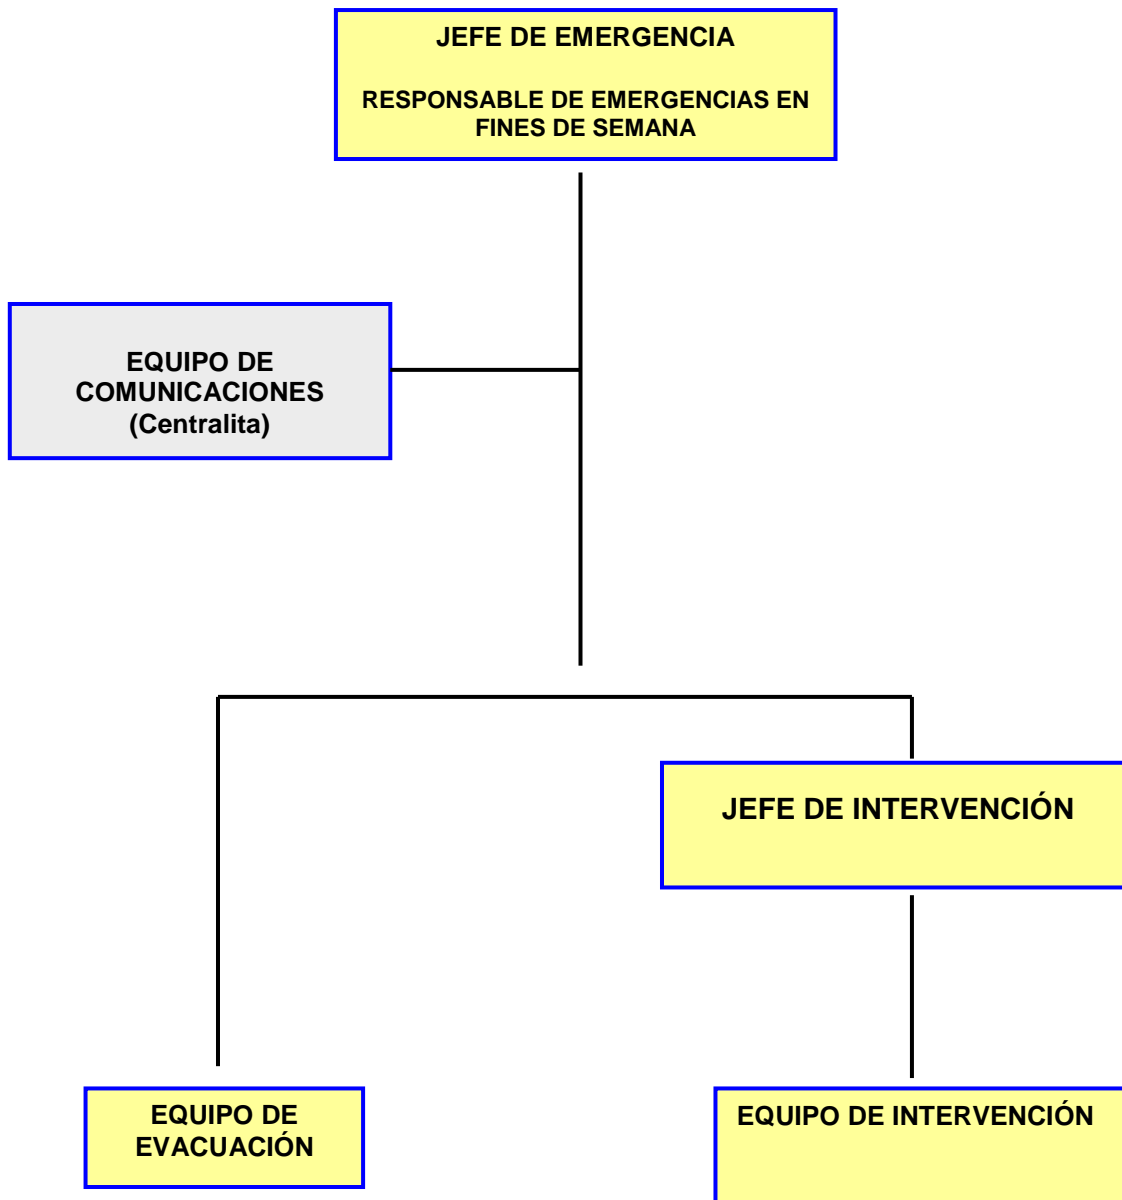 JEFE DE EMERGENCIA
RESPONSABLE DE EMERGENCIAS EN
FINES DE SEMANA
EQUIPO DE
COMUNICACIONES
(Centralita)
JEFE DE INTERVENCIÓN
EQUIPO DE
EVACUACIÓN
EQUIPO DE INTERVENCIÓN